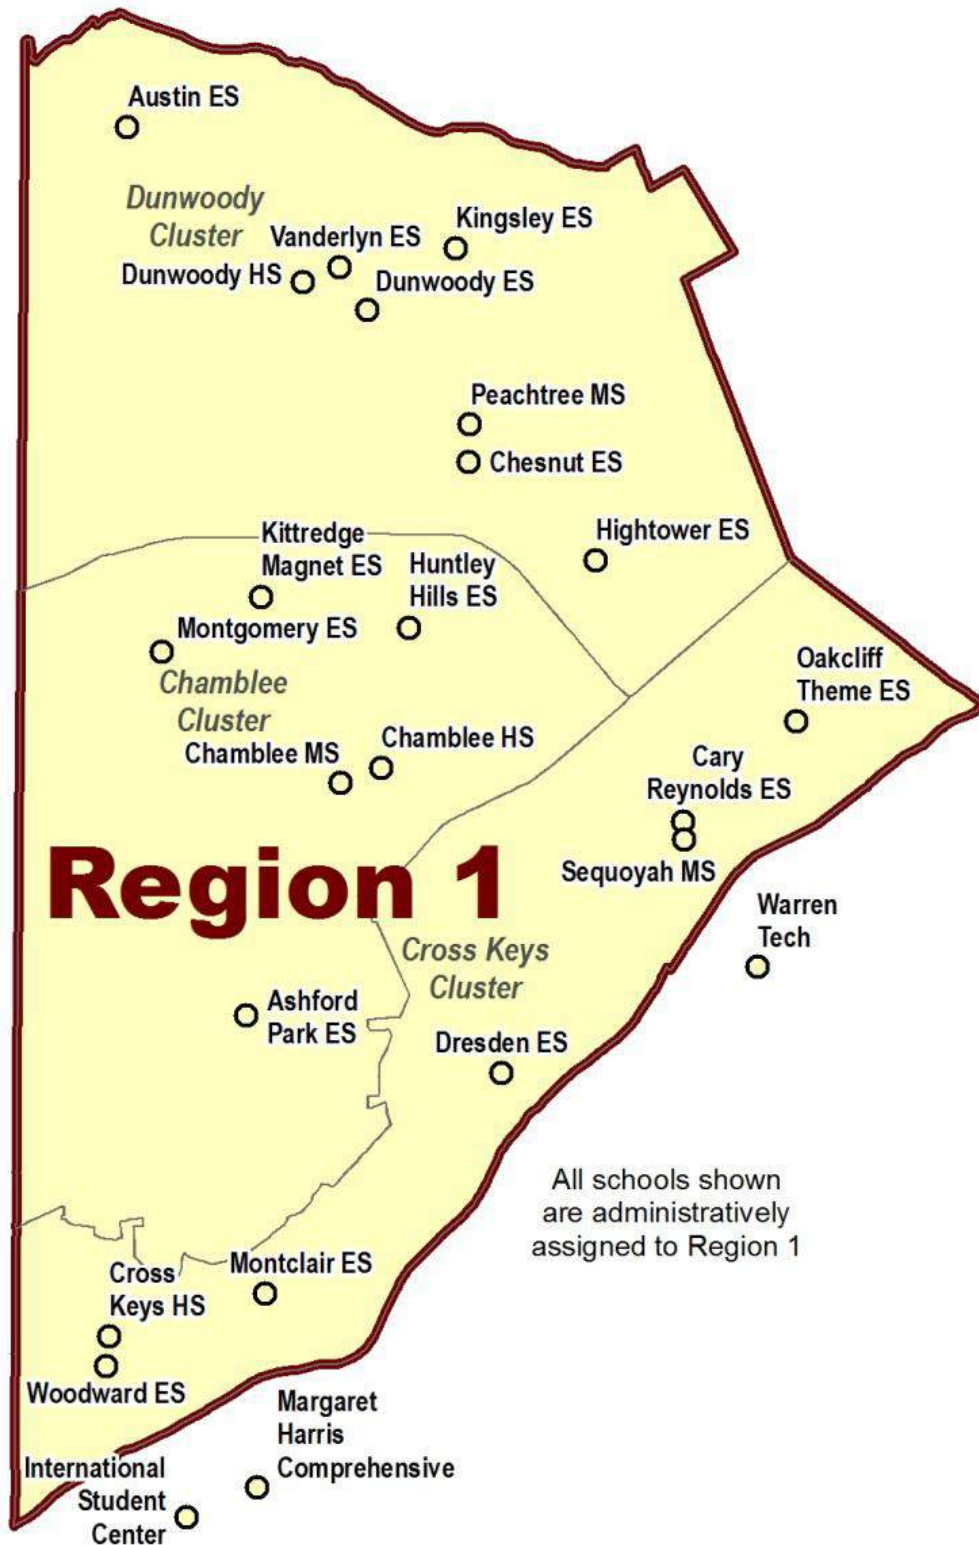 Austin ES
Dunwoody
Cluster
Kingsley ES
Vanderlyn ES
Dunwoody HS
Dunwoody ES
Peachtree MS
Chesnut ES
Hightower ES
Kittredge
Magnet ES
Huntley
Hills ES
Montgomery ES
Chamblee
Cluster
Oakcliff
Theme ES
Chamblee HS
Chamblee MS
Cary
Reynolds ES
Region 1
Sequoyah MS
Warren
Tech
Cross Keys
Cluster
Ashford
Park ES
Dresden ES
All schools shown
are administratively
assigned to Region 1
Montclair ES
Cross
Keys HS
Woodward ES
Margaret
Harris
Comprehensive
International
Student
Center